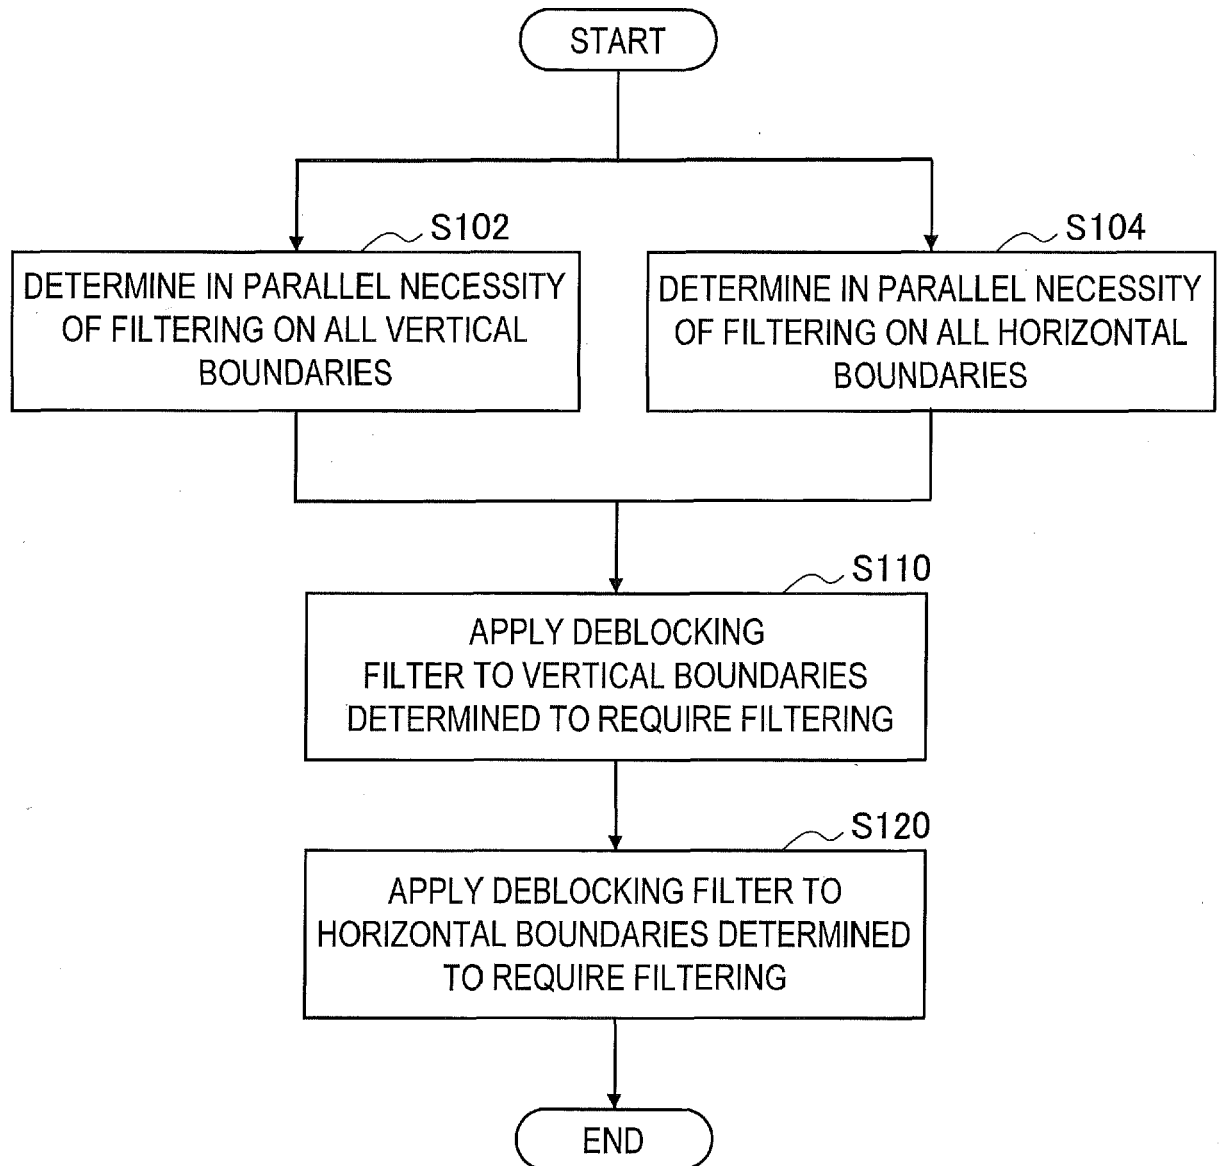 START
S102
DETERMINE IN PARALLEL NECESSITY
OF FILTERING ON ALL VERTICAL
BOUNDARIES
S104
DETERMINE IN PARALLEL NECESSITY
OF FILTERING ON ALL HORIZONTAL
BOUNDARIES
S110
APPLY DEBLOCKING
FILTER TO VERTICAL BOUNDARIES
DETERMINED TO REQUIRE FILTERING
S120
APPLY DEBLOCKING FILTER TO
HORIZONTAL BOUNDARIES DETERMINED
TO REQUIRE FILTERING
END